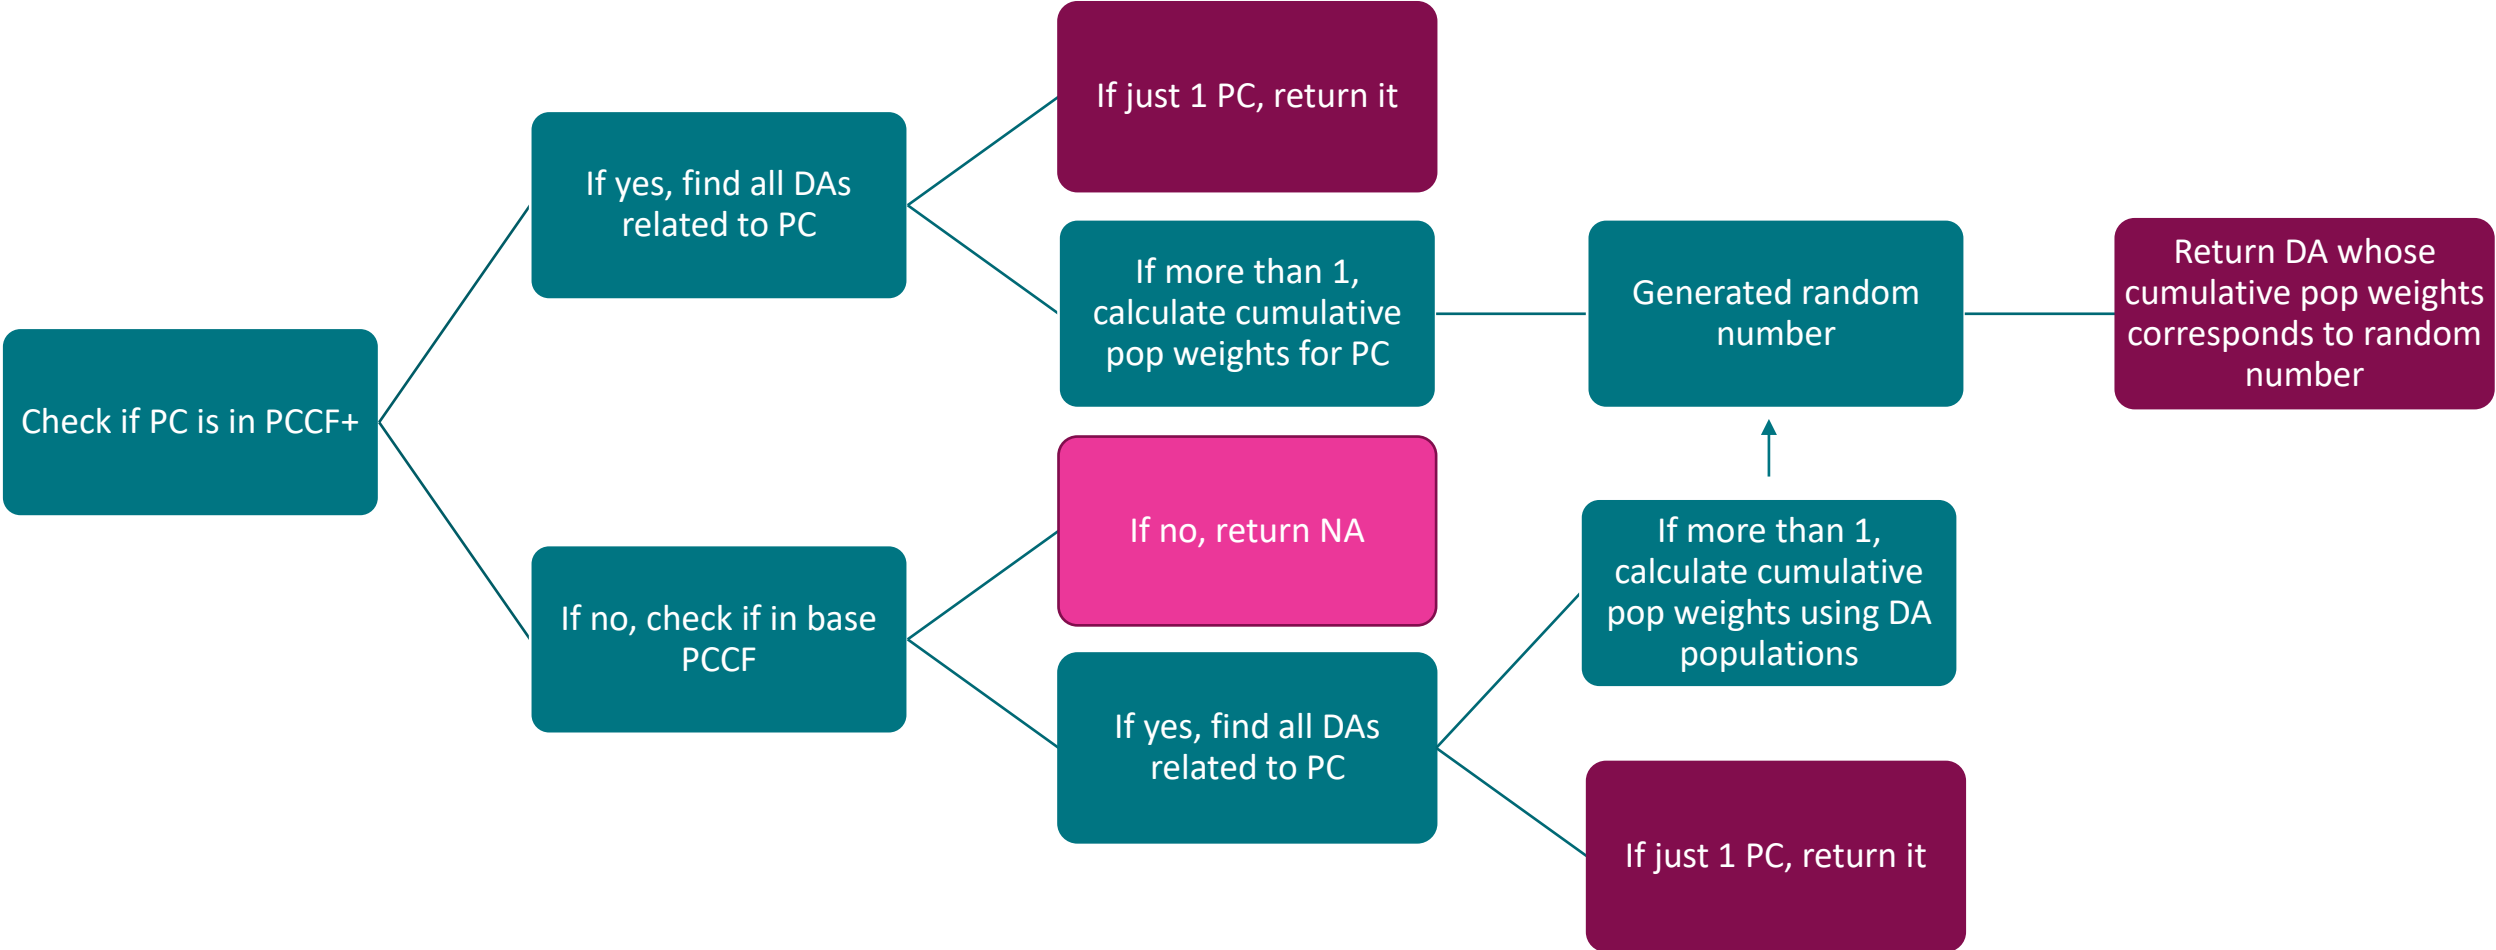 Check if PC is in PCCF+
If yes, find all DAs
related to PC
If just 1 PC, return it
If more than 1,
calculate cumulative
pop weights for PC
Generated random
number
Return DA whose
cumulative pop weights
corresponds to random
number
If no, check if in base
PCCF
If no, return NA
If yes, find all DAs
related to PC
If more than 1,
calculate cumulative
pop weights using DA
populations
If just 1 PC, return it